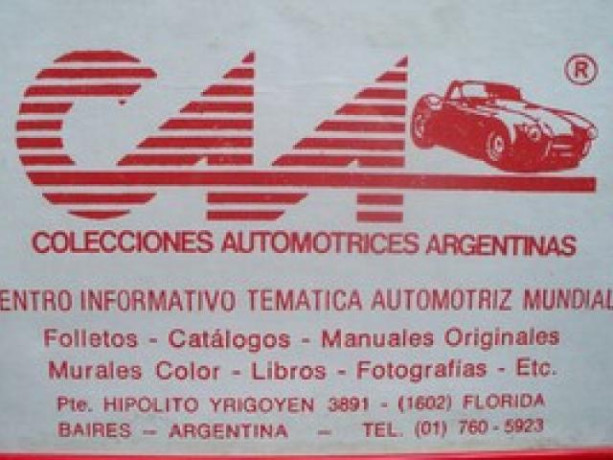 CAA ®
COLECCIONES AUTOMOTRICES ARGENTINAS
ENTRO INFORMATIVO TEMATICA AUTOMOTRIZ MUNDIAL
Folletos - Catálogos - Manuales Originales
Murales Color - Libros - Fotografías - Etc.
Pte. HIPOLITO YRIGOYEN 3891 - (1602) FLORIDA
BAIRES — ARGENTINA — TEL. (01) 760-5923